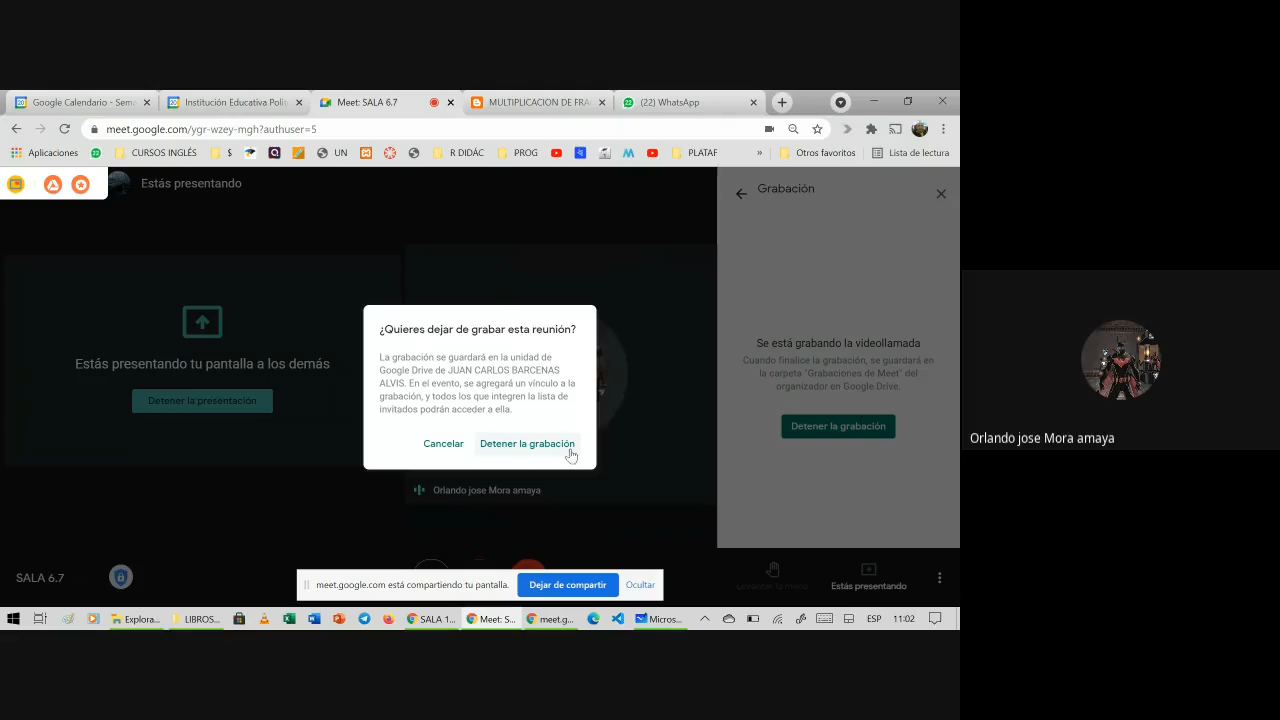 Google Calendario - Sema
Institución Educativa Polit
Meet: SALA 6.7
MULTIPLICACION DE FRA
(22) WhatsApp
meet.google.com/ygr-wzey-mgh?authuser=5
Aplicaciones
CURSOS INGLÉS
$
UN
R DIDÁC
PROG
PLATAF
»
Otros favoritos
Lista de lectura
Estás presentando
Grabación
Estás presentando tu pantalla a los demás
Detener la presentación
¿Quieres dejar de grabar esta reunión?
La grabación se guardará en la unidad de
Google Drive de JUAN CARLOS BARCENAS
ALVIS. En el evento, se agregará un vínculo a la
grabación, y todos los que integren la lista de
invitados podrán acceder a ella.
Cancelar
Detener la grabación
Se está grabando la videollamada
Cuando finalice la grabación, se guardará en
la carpeta "Grabaciones de Meet" del
organizador en Google Drive.
Detener la grabación
Orlando jose Mora amaya
Orlando jose Mora amaya
SALA 6.7
meet.google.com está compartiendo tu pantalla.
Dejar de compartir
Ocultar
Levantar la mano
Estás presentando
Explora...
LIBROS...
SALA 1...
Meet: S...
meet.g...
Micros...
ESP
11:02